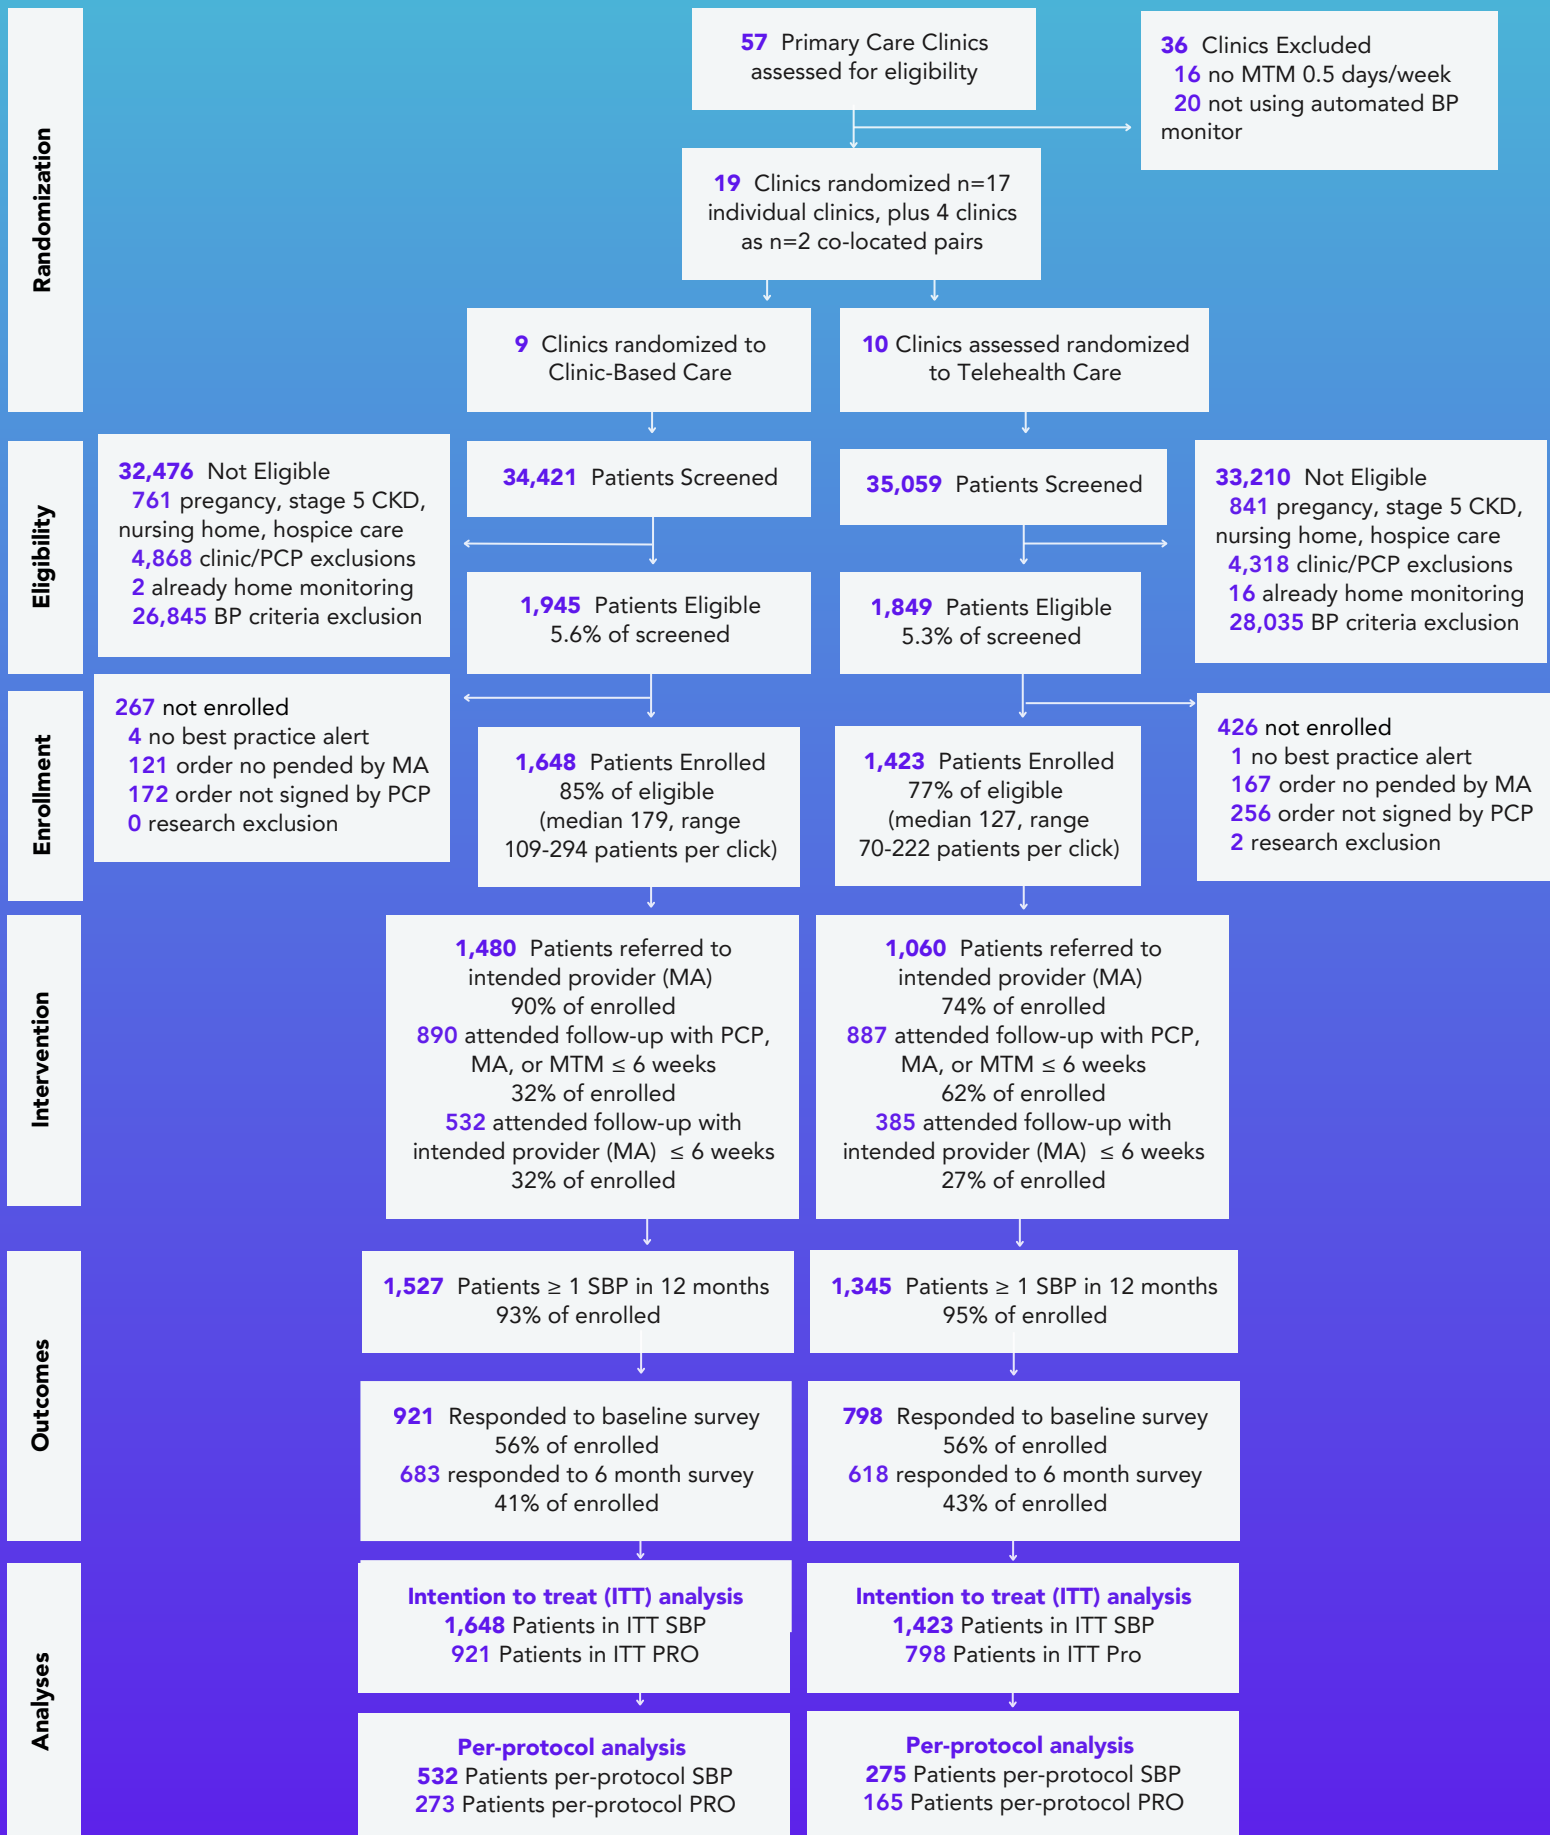 Randomization
57 Primary Care Clinics
assessed for eligibility
36 Clinics Excluded
16 no MTM 0.5 days/week
20 not using automated BP
monitor
19 Clinics randomized n=17
individual clinics, plus 4 clinics
as n=2 co-located pairs
9 Clinics randomized to
Clinic-Based Care
10 Clinics assessed randomized
to Telehealth Care
Eligibility
32,476 Not Eligible
761 pregancy, stage 5 CKD,
nursing home, hospice care
4,868 clinic/PCP exclusions
2 already home monitoring
26,845 BP criteria exclusion
34,421 Patients Screened
35,059 Patients Screened
33,210 Not Eligible
841 pregancy, stage 5 CKD,
nursing home, hospice care
4,318 clinic/PCP exclusions
16 already home monitoring
28,035 BP criteria exclusion
1,945 Patients Eligible
5.6% of screened
1,849 Patients Eligible
5.3% of screened
Enrollment
267 not enrolled
4 no best practice alert
121 order no pended by MA
172 order not signed by PCP
0 research exclusion
1,648 Patients Enrolled
85% of eligible
(median 179, range
109-294 patients per click)
1,423 Patients Enrolled
77% of eligible
(median 127, range
70-222 patients per click)
426 not enrolled
1 no best practice alert
167 order no pended by MA
256 order not signed by PCP
2 research exclusion
Intervention
1,480 Patients referred to
intended provider (MA)
90% of enrolled
890 attended follow-up with PCP,
MA, or MTM ≤ 6 weeks
32% of enrolled
532 attended follow-up with
intended provider (MA) ≤ 6 weeks
32% of enrolled
1,060 Patients referred to
intended provider (MA)
74% of enrolled
887 attended follow-up with PCP,
MA, or MTM ≤ 6 weeks
62% of enrolled
385 attended follow-up with
intended provider (MA) ≤ 6 weeks
27% of enrolled
Outcomes
1,527 Patients ≥ 1 SBP in 12 months
93% of enrolled
1,345 Patients ≥ 1 SBP in 12 months
95% of enrolled
921 Responded to baseline survey
56% of enrolled
683 responded to 6 month survey
41% of enrolled
798 Responded to baseline survey
56% of enrolled
618 responded to 6 month survey
43% of enrolled
Analyses
Intention to treat (ITT) analysis
1,648 Patients in ITT SBP
921 Patients in ITT PRO
Intention to treat (ITT) analysis
1,423 Patients in ITT SBP
798 Patients in ITT Pro
Per-protocol analysis
532 Patients per-protocol SBP
273 Patients per-protocol PRO
Per-protocol analysis
275 Patients per-protocol SBP
165 Patients per-protocol PRO